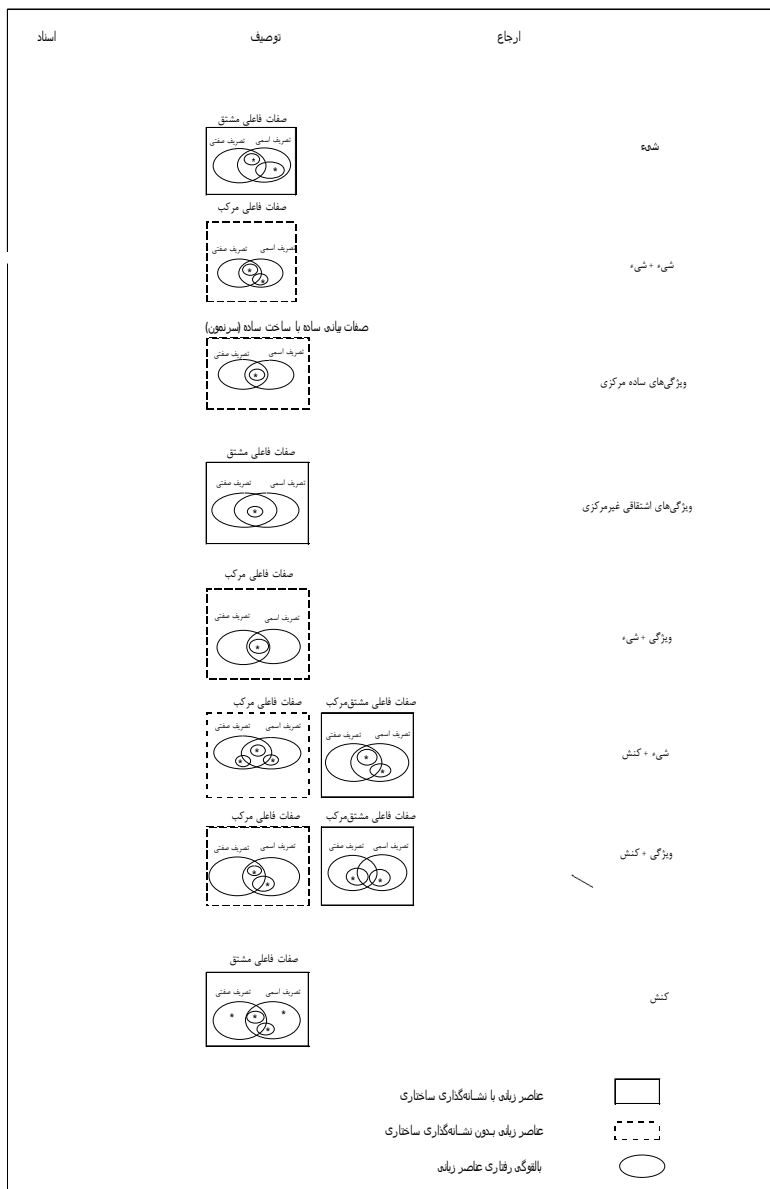 ارجاع توصیف اسناد
صفات فاعلی مشتق
تصریف اسمی تصریف صفتی
شیء
صفات فاعلی مرکب
تصریف اسمی تصریف صفتی
شیء + شیء
صفات بیانی ساده با ساخت ساده (سرنمون)
تصریف اسمی تصریف صفتی
ویژگی‌های ساده مرکزی
صفات فاعلی مشتق
تصریف اسمی تصریف صفتی
ویژگی‌های اشتقاقی غیرمرکزی
صفات فاعلی مرکب
تصریف اسمی تصریف صفتی
ویژگی + شیء
صفات فاعلی مشتق‌مرکب صفات فاعلی مرکب
تصریف اسمی تصریف صفتی تصریف اسمی تصریف صفتی
شیء + کنش
صفات فاعلی مشتق‌مرکب صفات فاعلی مرکب
تصریف اسمی تصریف صفتی تصریف اسمی تصریف صفتی
ویژگی + کنش
صفات فاعلی مشتق
تصریف اسمی تصریف صفتی
کنش
عناصر زبانی با نشانه‌گذاری ساختاری
عناصر زبانی بدون نشانه‌گذاری ساختاری
بالقوگی رفتاری عناصر زبانی